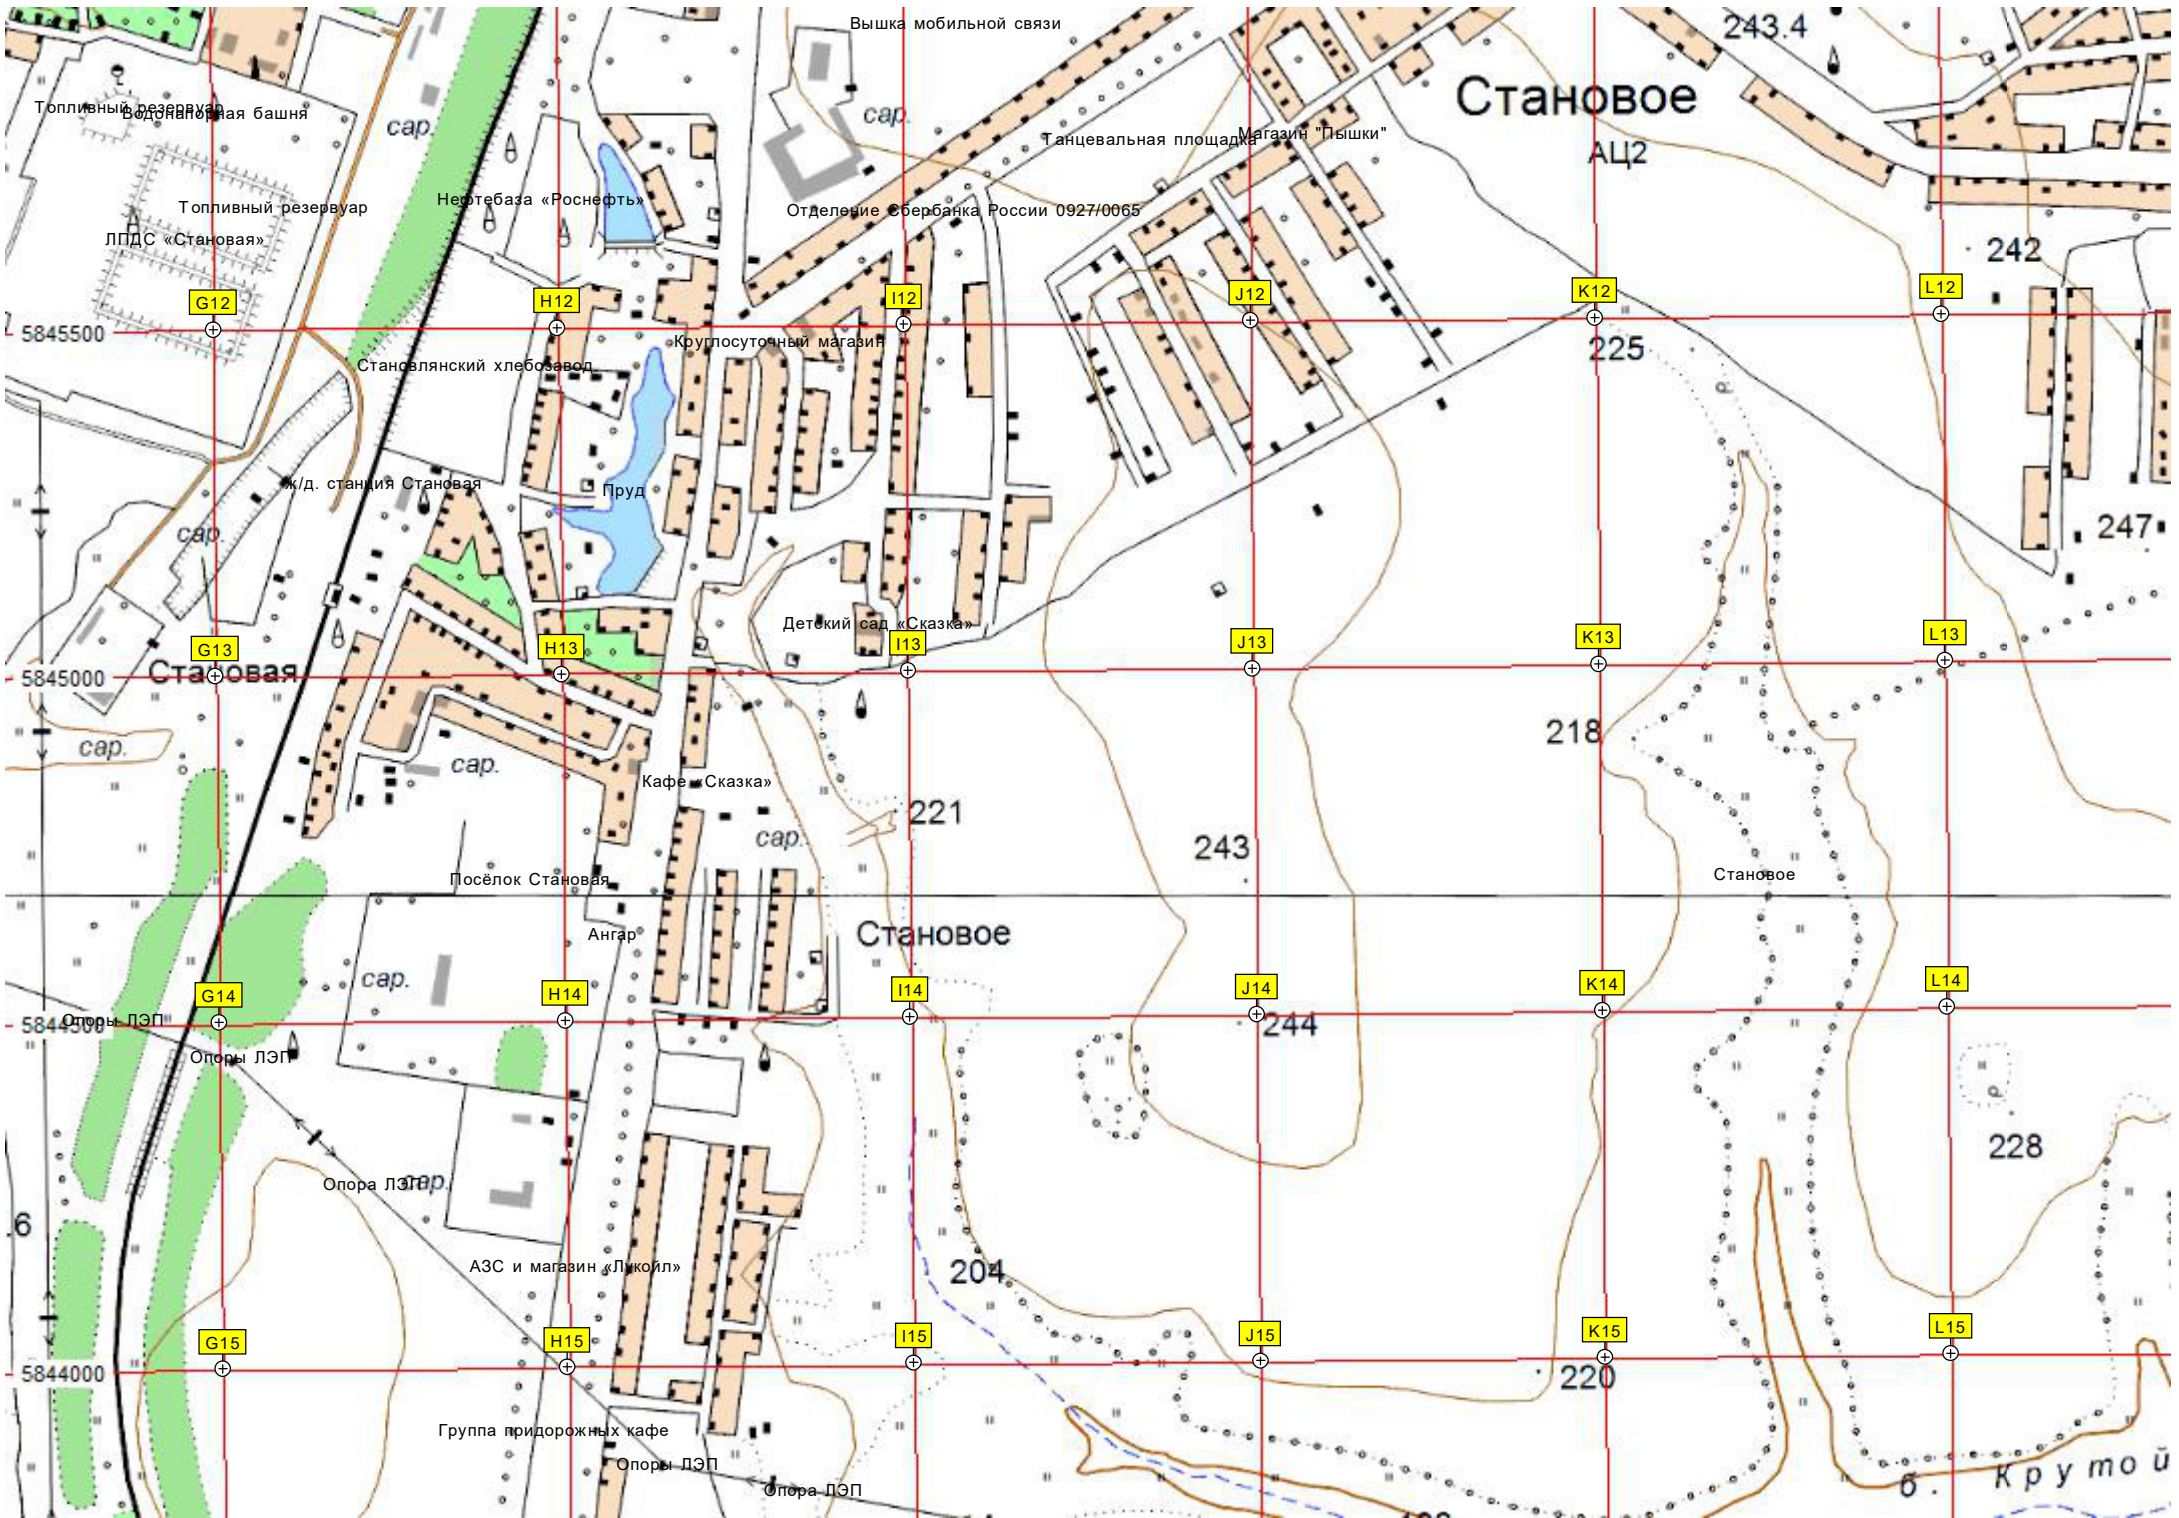 Вышка мобильной связи
243.4
Становое
АЦ2
Топливный резервуар
Водонапорная башня
сар.
сар.
Танцевальная площадка
Магазин "Пышки"
Топливный резервуар
Нефтебаза «Роснефть»
Отделение Сбербанка России 0927/0065
ЛПДС «Становая»
242
G12
H12
I12
J12
K12
L12
5845500
Круглосуточный магазин
225
Становлянский хлебозавод
ж/д. станция Становая
Пруд
сар.
247
Детский сад «Сказка»
G13
H13
I13
J13
K13
L13
5845000
Становая
218
сар.
сар.
Кафе «Сказка»
221
сар.
243
Посёлок Становая
Становое
Ангар
Становое
сар.
G14
H14
I14
J14
K14
L14
5844500
Опоры ЛЭП
244
Опоры ЛЭП
228
Опора ЛЭП
сар.
.6
АЗС и магазин «Лукойл»
204
G15
H15
I15
J15
K15
L15
5844000
220
Группа придорожных кафе
Опоры ЛЭП
Опора ЛЭП
б. Крутой